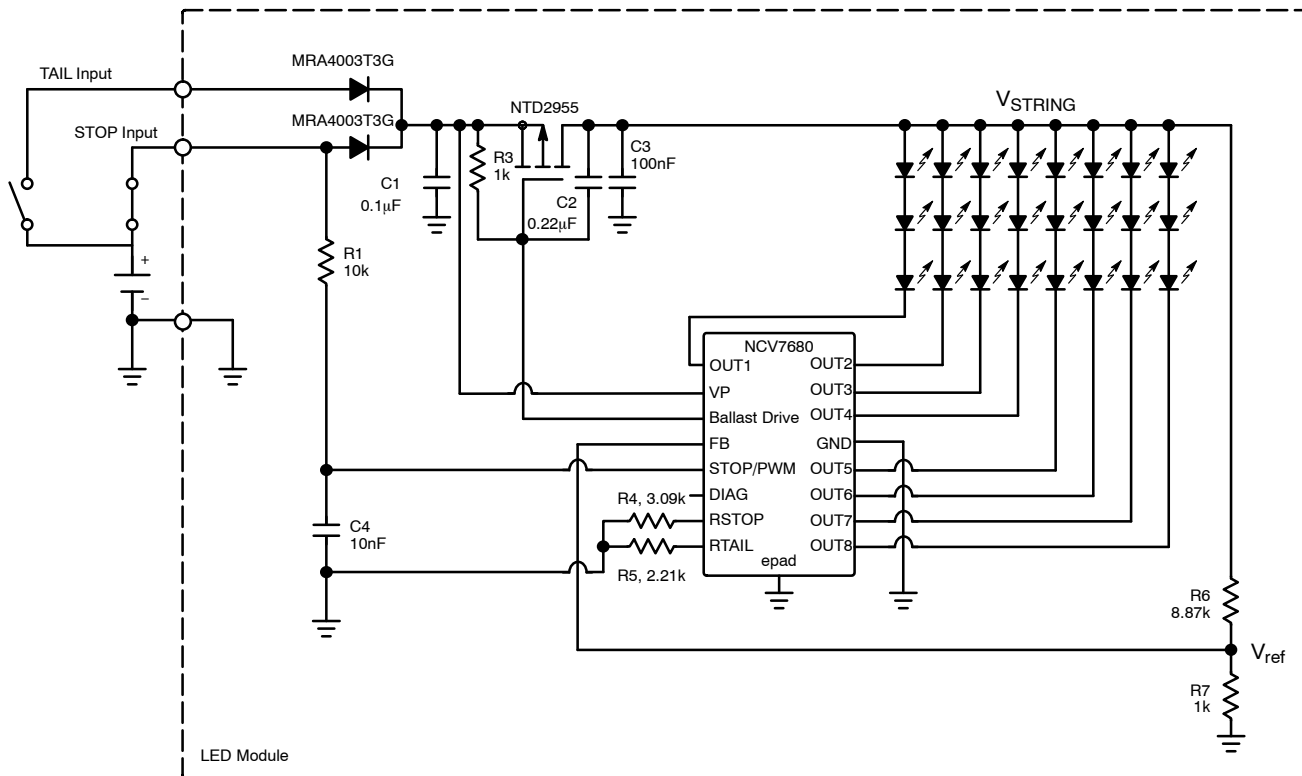 MRA4003T3G
TAIL Input
NTD2955
VSTRING
MRA4003T3G
STOP Input
R3
1k
C3
100nF
C1
0.1μF
C2
0.22μF
R1
10k
+
−
NCV7680
OUT1
OUT2
VP
OUT3
Ballast Drive
OUT4
FB
GND
STOP/PWM
OUT5
DIAG
OUT6
R4, 3.09k
RSTOP
OUT7
C4
10nF
RTAIL
OUT8
epad
R5, 2.21k
R6
8.87k
Vref
R7
1k
LED Module